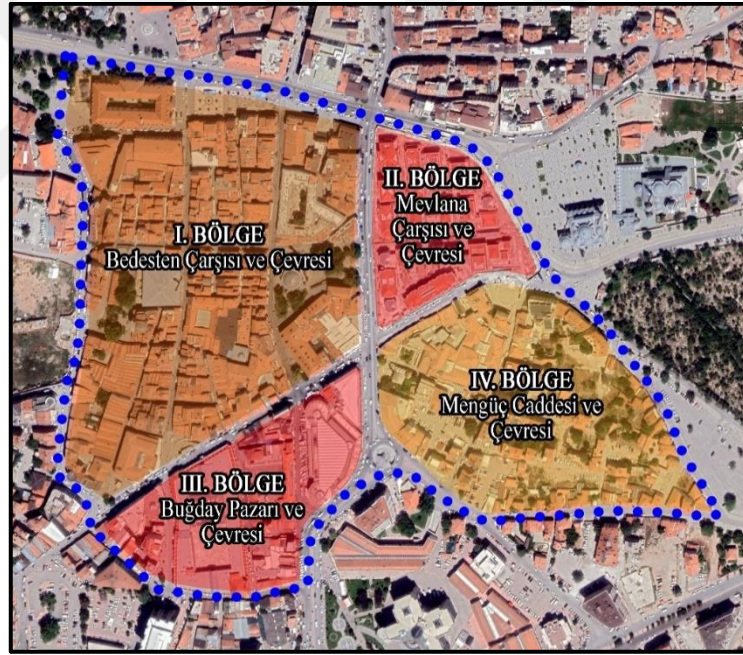 I. BÖLGE
Bedesten Çarşısı ve Çevresi
II. BÖLGE
Mevlana
Çarşısı ve
Çevresi
III. BÖLGE
Buğday Pazarı ve
Çevresi
IV. BÖLGE
Mengüç Caddesi ve
Çevresi